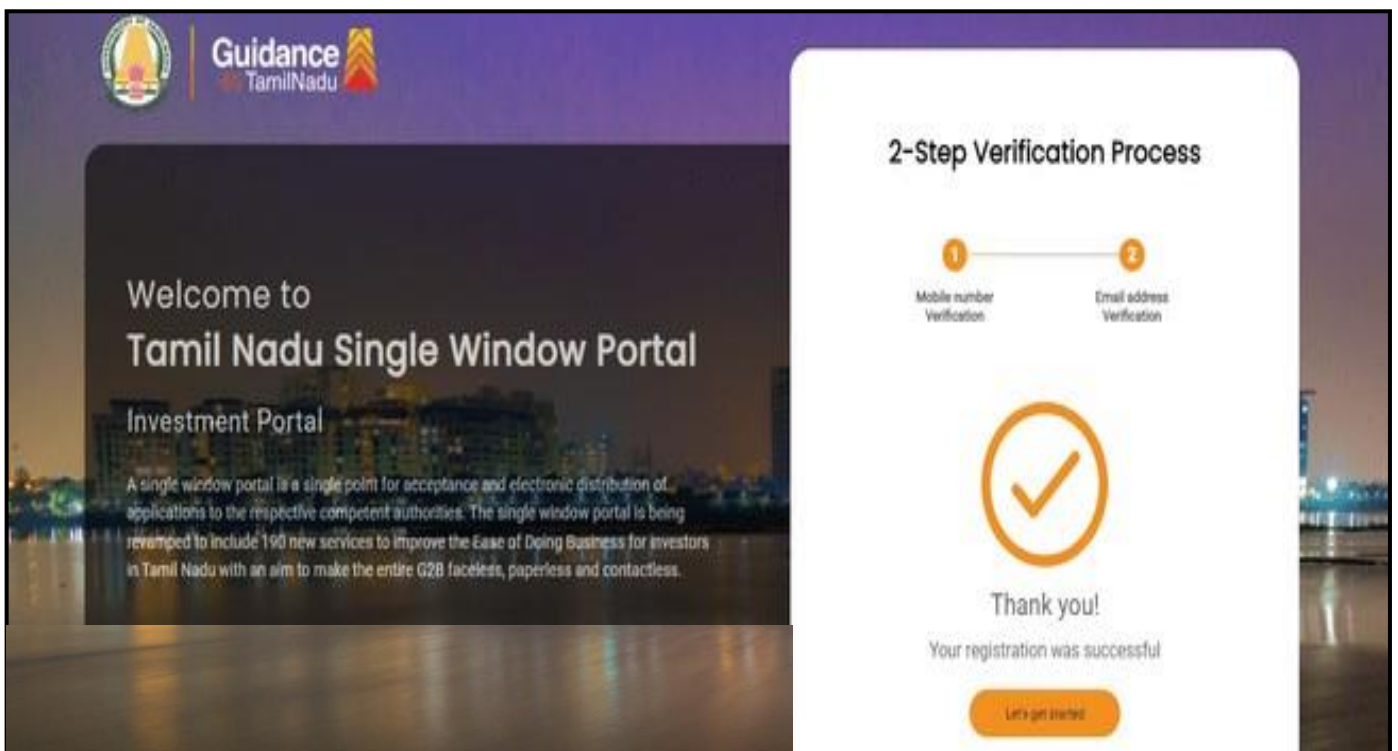 Guidance
TamilNadu
Welcome to
Tamil Nadu Single Window Portal
Investment Portal
A single window portal is a single point for acceptance and electronic distribution of
applications to the respective competent authorities. The single window portal is being
revamped to include 190 new services to improve the Ease of Doing Business for investors
in Tamil Nadu with an aim to make the entire G2B faceless, paperless and contactless.
2-Step Verification Process
1
2
Mobile number
Verification
Email address
Verification
Thank you!
Your registration was successful
Let's get started